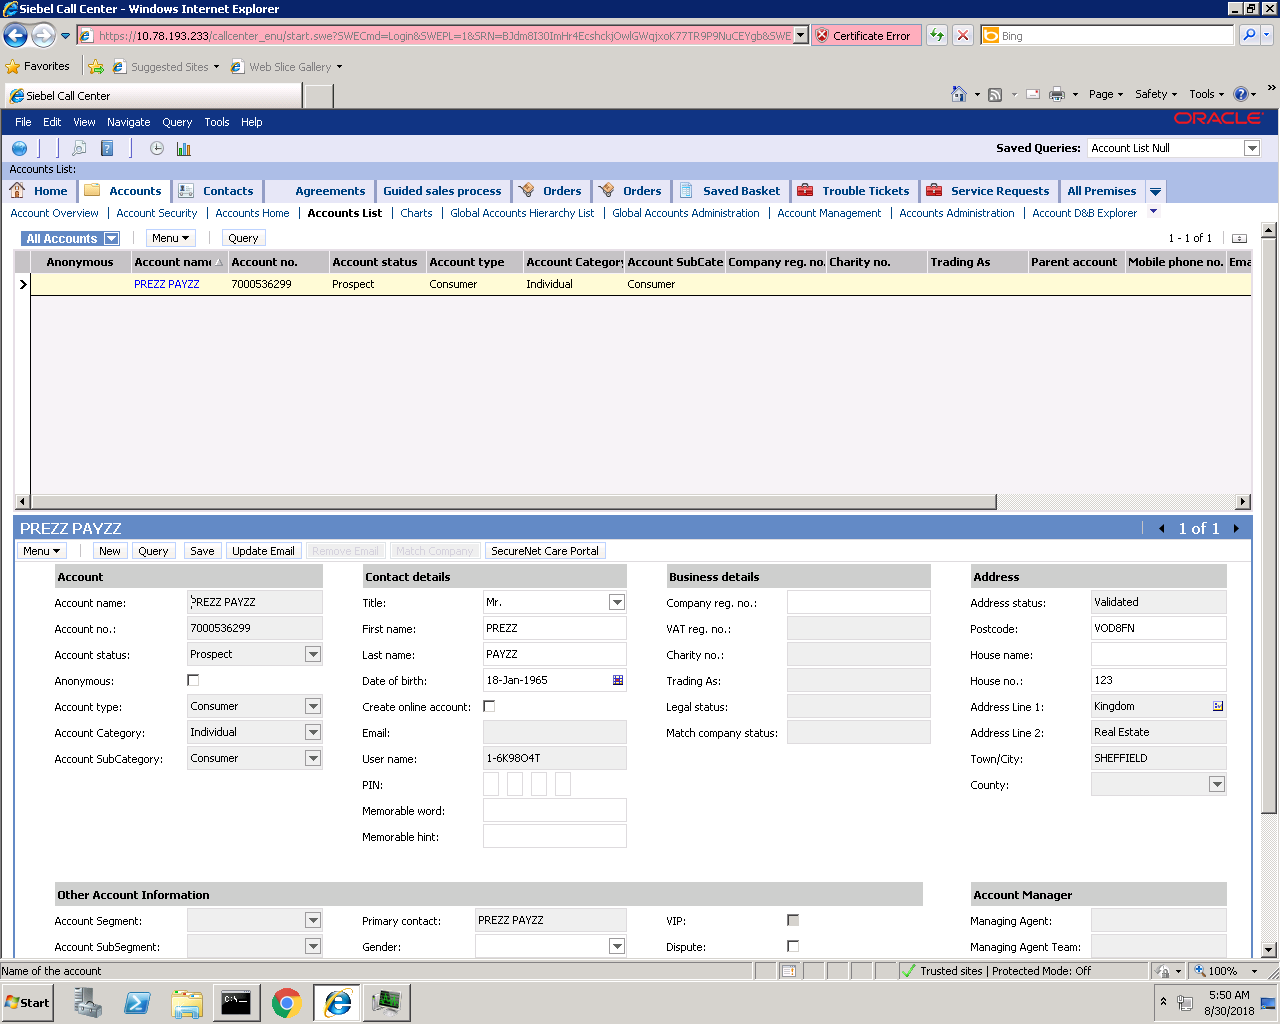 Siebel Call Center - Windows Internet Explorer
https://10.78.193.233/callcenter_enu/start.swe?SWECmd=Login&SWEPL=1&SRN=
Certificate Error
Bing
Favorites
Suggested Sites
Web Slice Gallery
Siebel Call Center
Page
Safety
Tools
File Edit View Navigate Query Tools Help
ORACLE
Saved Queries: Account List Null
Accounts List:
Home Accounts Contacts Agreements Guided sales process Orders Orders Saved Basket Trouble Tickets Service Requests All Premises
Account Overview | Account Security | Accounts Home | Accounts List | Charts | Global Accounts Hierarchy List | Global Accounts Administration | Account Management | Accounts Administration | Account D&B Explorer
All Accounts Menu Query 1 - 1 of 1
Anonymous Account name Account no. Account status Account type Account Category Account SubCate Company reg. no. Charity no. Trading As Parent account Mobile phone no. Ema
PREZZ PAYZZ 7000536299 Prospect Consumer Individual Consumer
PREZZ PAYZZ 1 of 1
Menu New Query Save Update Email Remove Email Match Company SecureNet Care Portal
Account Contact details Business details Address
Account name: PREZZ PAYZZ Title: Mr. Company reg. no.: Address status: Validated
Account no.: 7000536299 First name: PREZZ VAT reg. no.: Postcode: VOD8FN
Account status: Prospect Last name: PAYZZ Charity no.: House name:
Anonymous: Date of birth: 18-Jan-1965 Trading As: House no.: 123
Account type: Consumer Create online account: Legal status: Address Line 1: Kingdom
Account Category: Individual Email: Match company status: Address Line 2: Real Estate
Account SubCategory: Consumer User name: 1-6K98O4T Town/City: SHEFFIELD
PIN: County:
Memorable word:
Memorable hint:
Other Account Information Account Manager
Account Segment: Primary contact: PREZZ PAYZZ VIP: Managing Agent:
Account SubSegment: Gender: Dispute: Managing Agent Team:
Name of the account Trusted sites | Protected Mode: Off 100%
Start 5:50 AM
8/30/2018